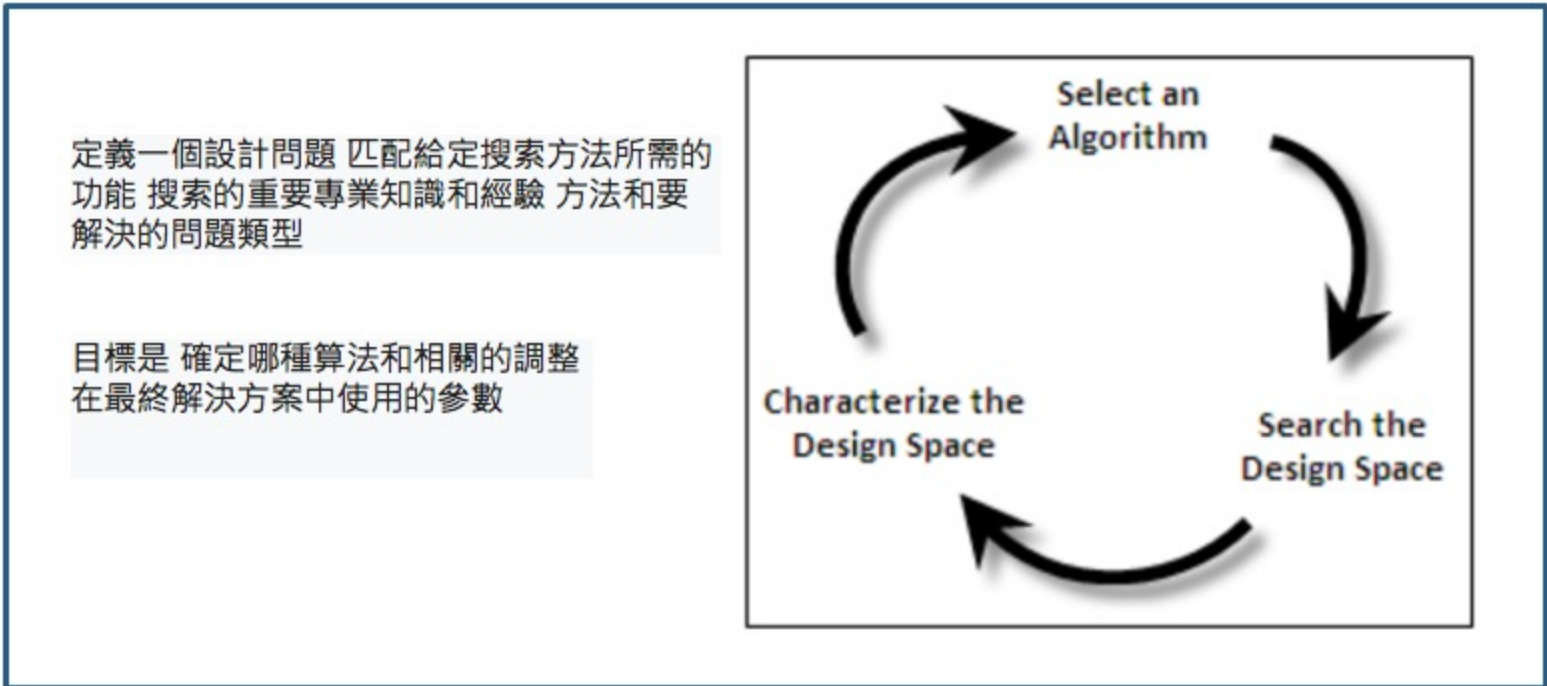 定義一個設計問題 匹配給定搜索方法所需的
功能 搜索的重要專業知識和經驗 方法和要
解決的問題類型
目標是 確定哪種算法和相關的調整
在最終解決方案中使用的參數
Select an
Algorithm
Search the
Design Space
Characterize the
Design Space